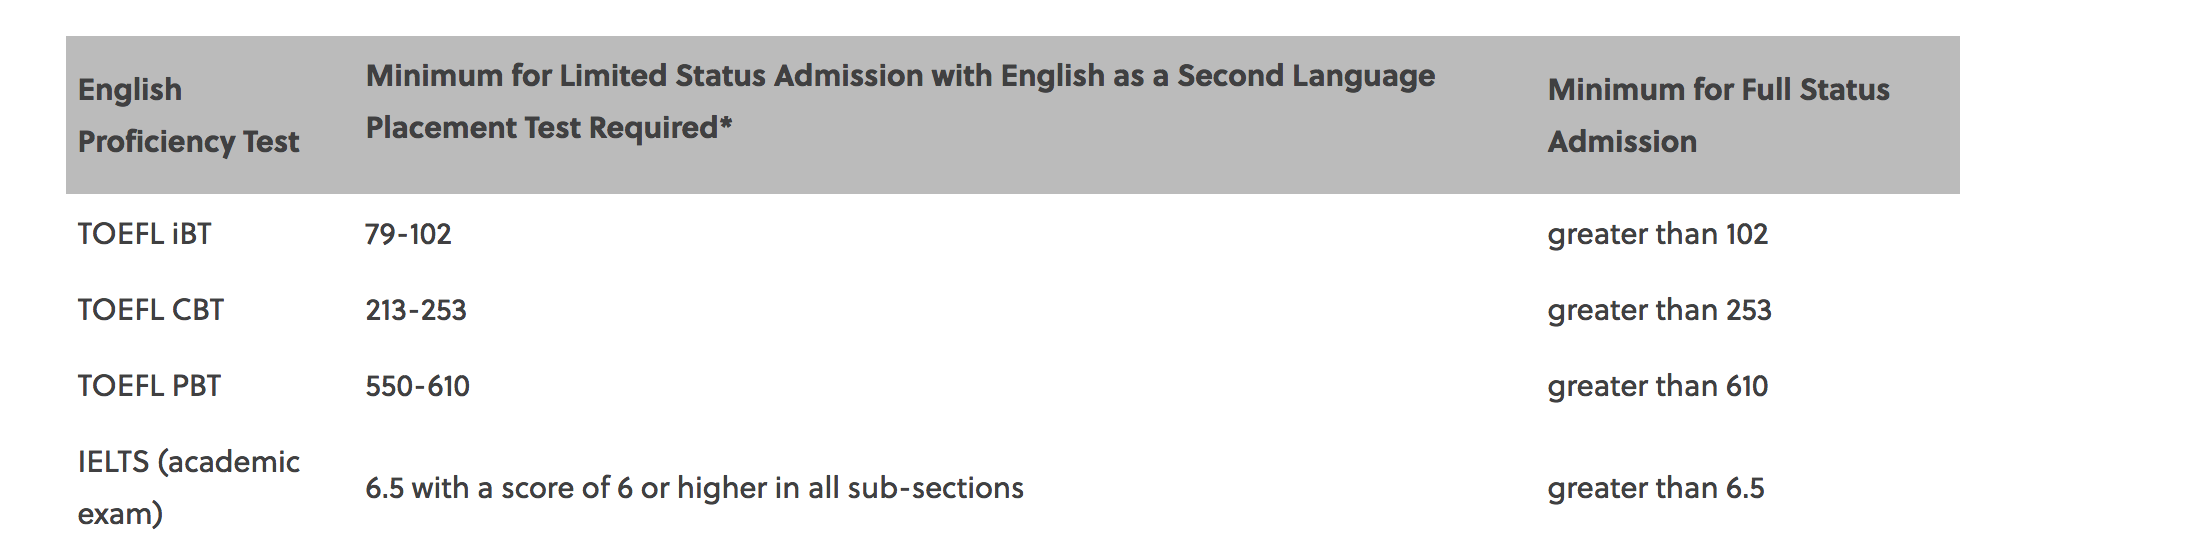 English
Proficiency Test
Minimum for Limited Status Admission with English as a Second Language
Placement Test Required*
Minimum for Full Status
Admission
TOEFL iBT
79-102
greater than 102
TOEFL CBT
213-253
greater than 253
TOEFL PBT
550-610
greater than 610
IELTS (academic
exam)
6.5 with a score of 6 or higher in all sub-sections
greater than 6.5